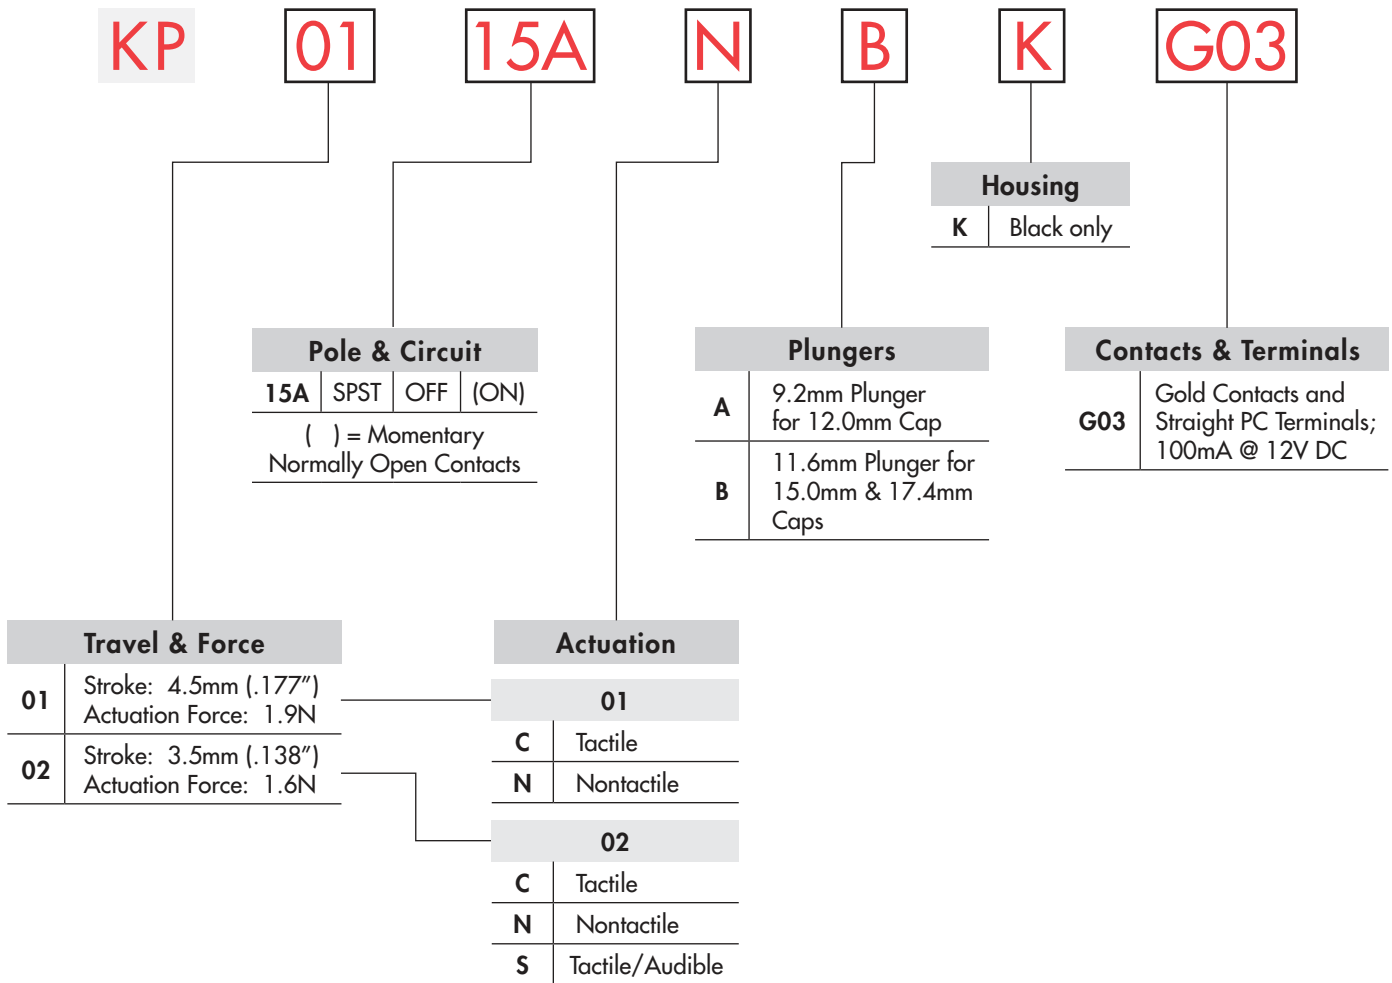 KP 01 15A N B K G03
Housing
K Black only
Pole & Circuit
15A SPST OFF (ON)
( ) = Momentary
Normally Open Contacts
Plungers
A 9.2mm Plunger
for 12.0mm Cap
B 11.6mm Plunger for
15.0mm & 17.4mm
Caps
Contacts & Terminals
G03 Gold Contacts and
Straight PC Terminals;
100mA @ 12V DC
Travel & Force
01 Stroke: 4.5mm (.177″)
Actuation Force: 1.9N
02 Stroke: 3.5mm (.138″)
Actuation Force: 1.6N
Actuation
01
C Tactile
N Nontactile
02
C Tactile
N Nontactile
S Tactile/Audible